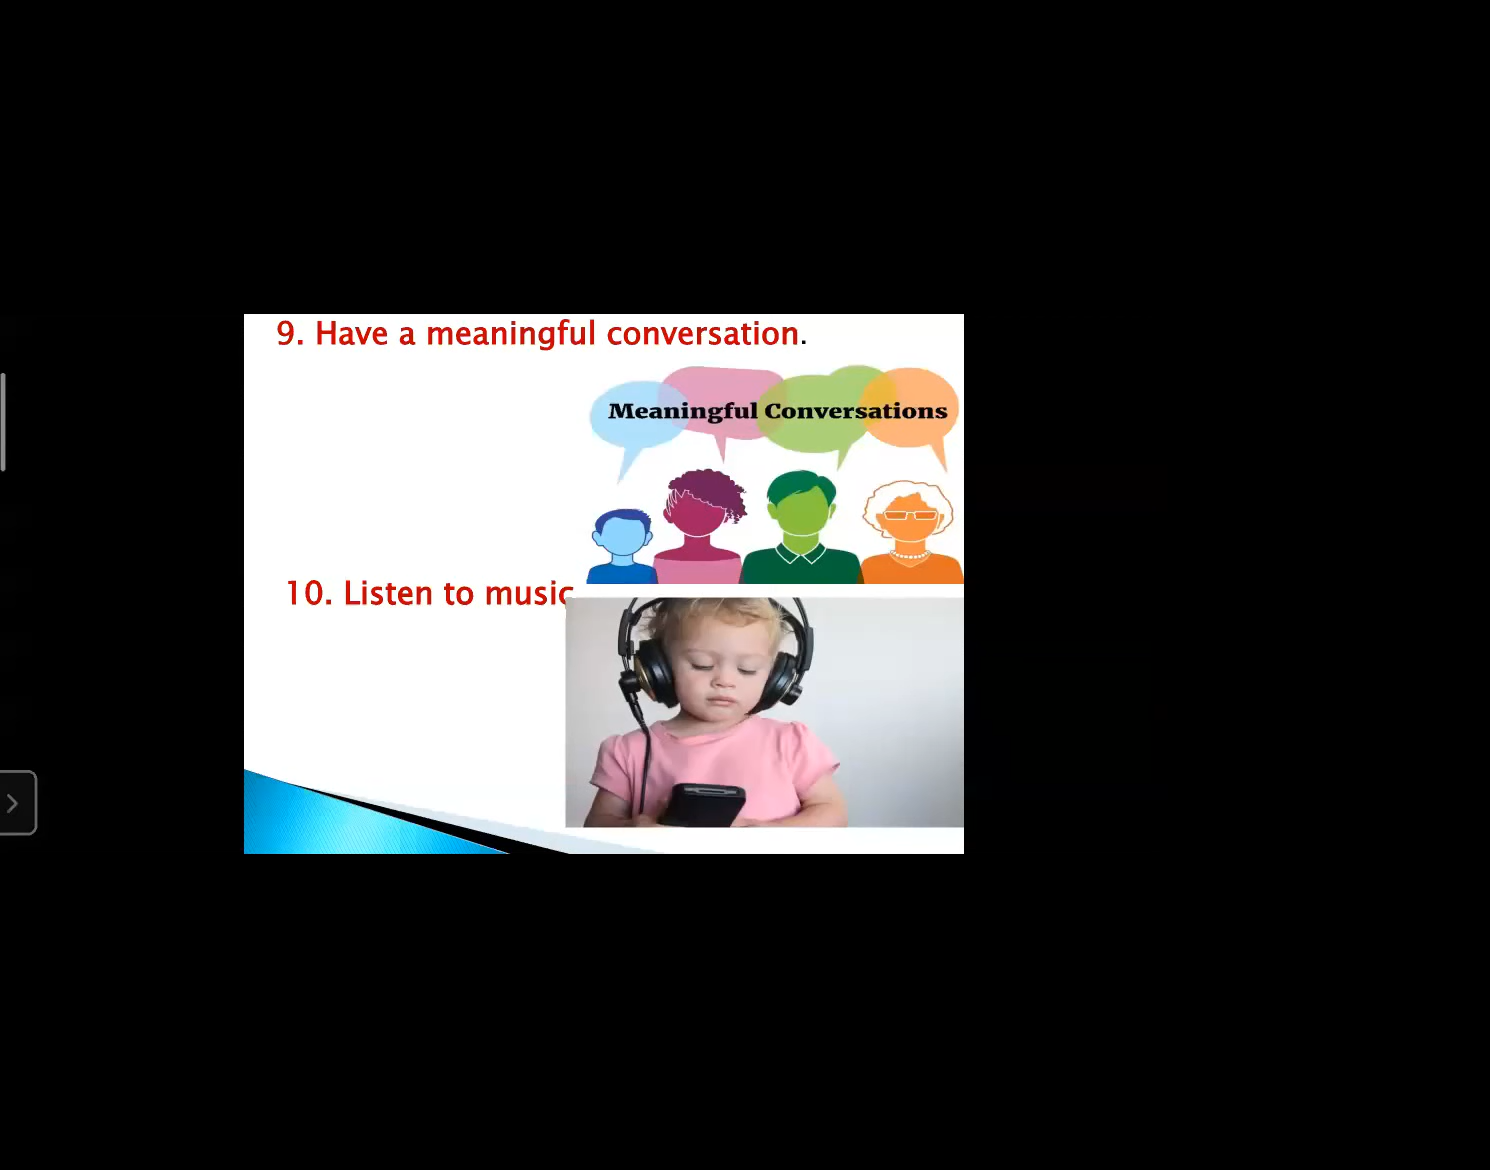 9. Have a meaningful conversation.
Meaningful Conversations
10. Listen to music